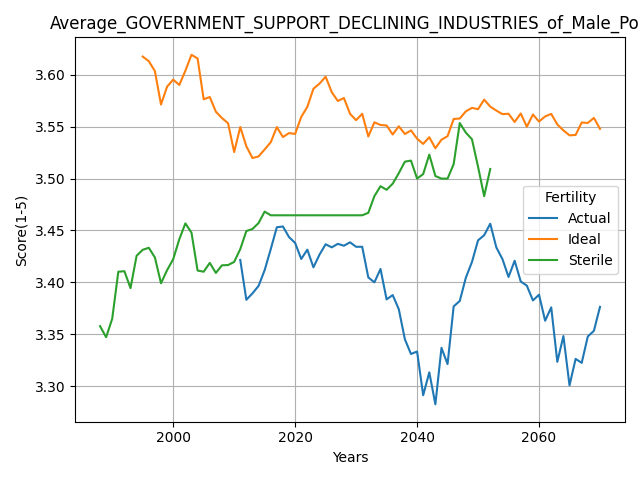 Average_GOVERNMENT_SUPPORT_DECLINING_INDUSTRIES_of_Male_Po
3.60
3.55
3.50
3.45
3.40
3.35
3.30
Score(1-5)
Fertility
Actual
Ideal
Sterile
2000 2020 2040 2060
Years